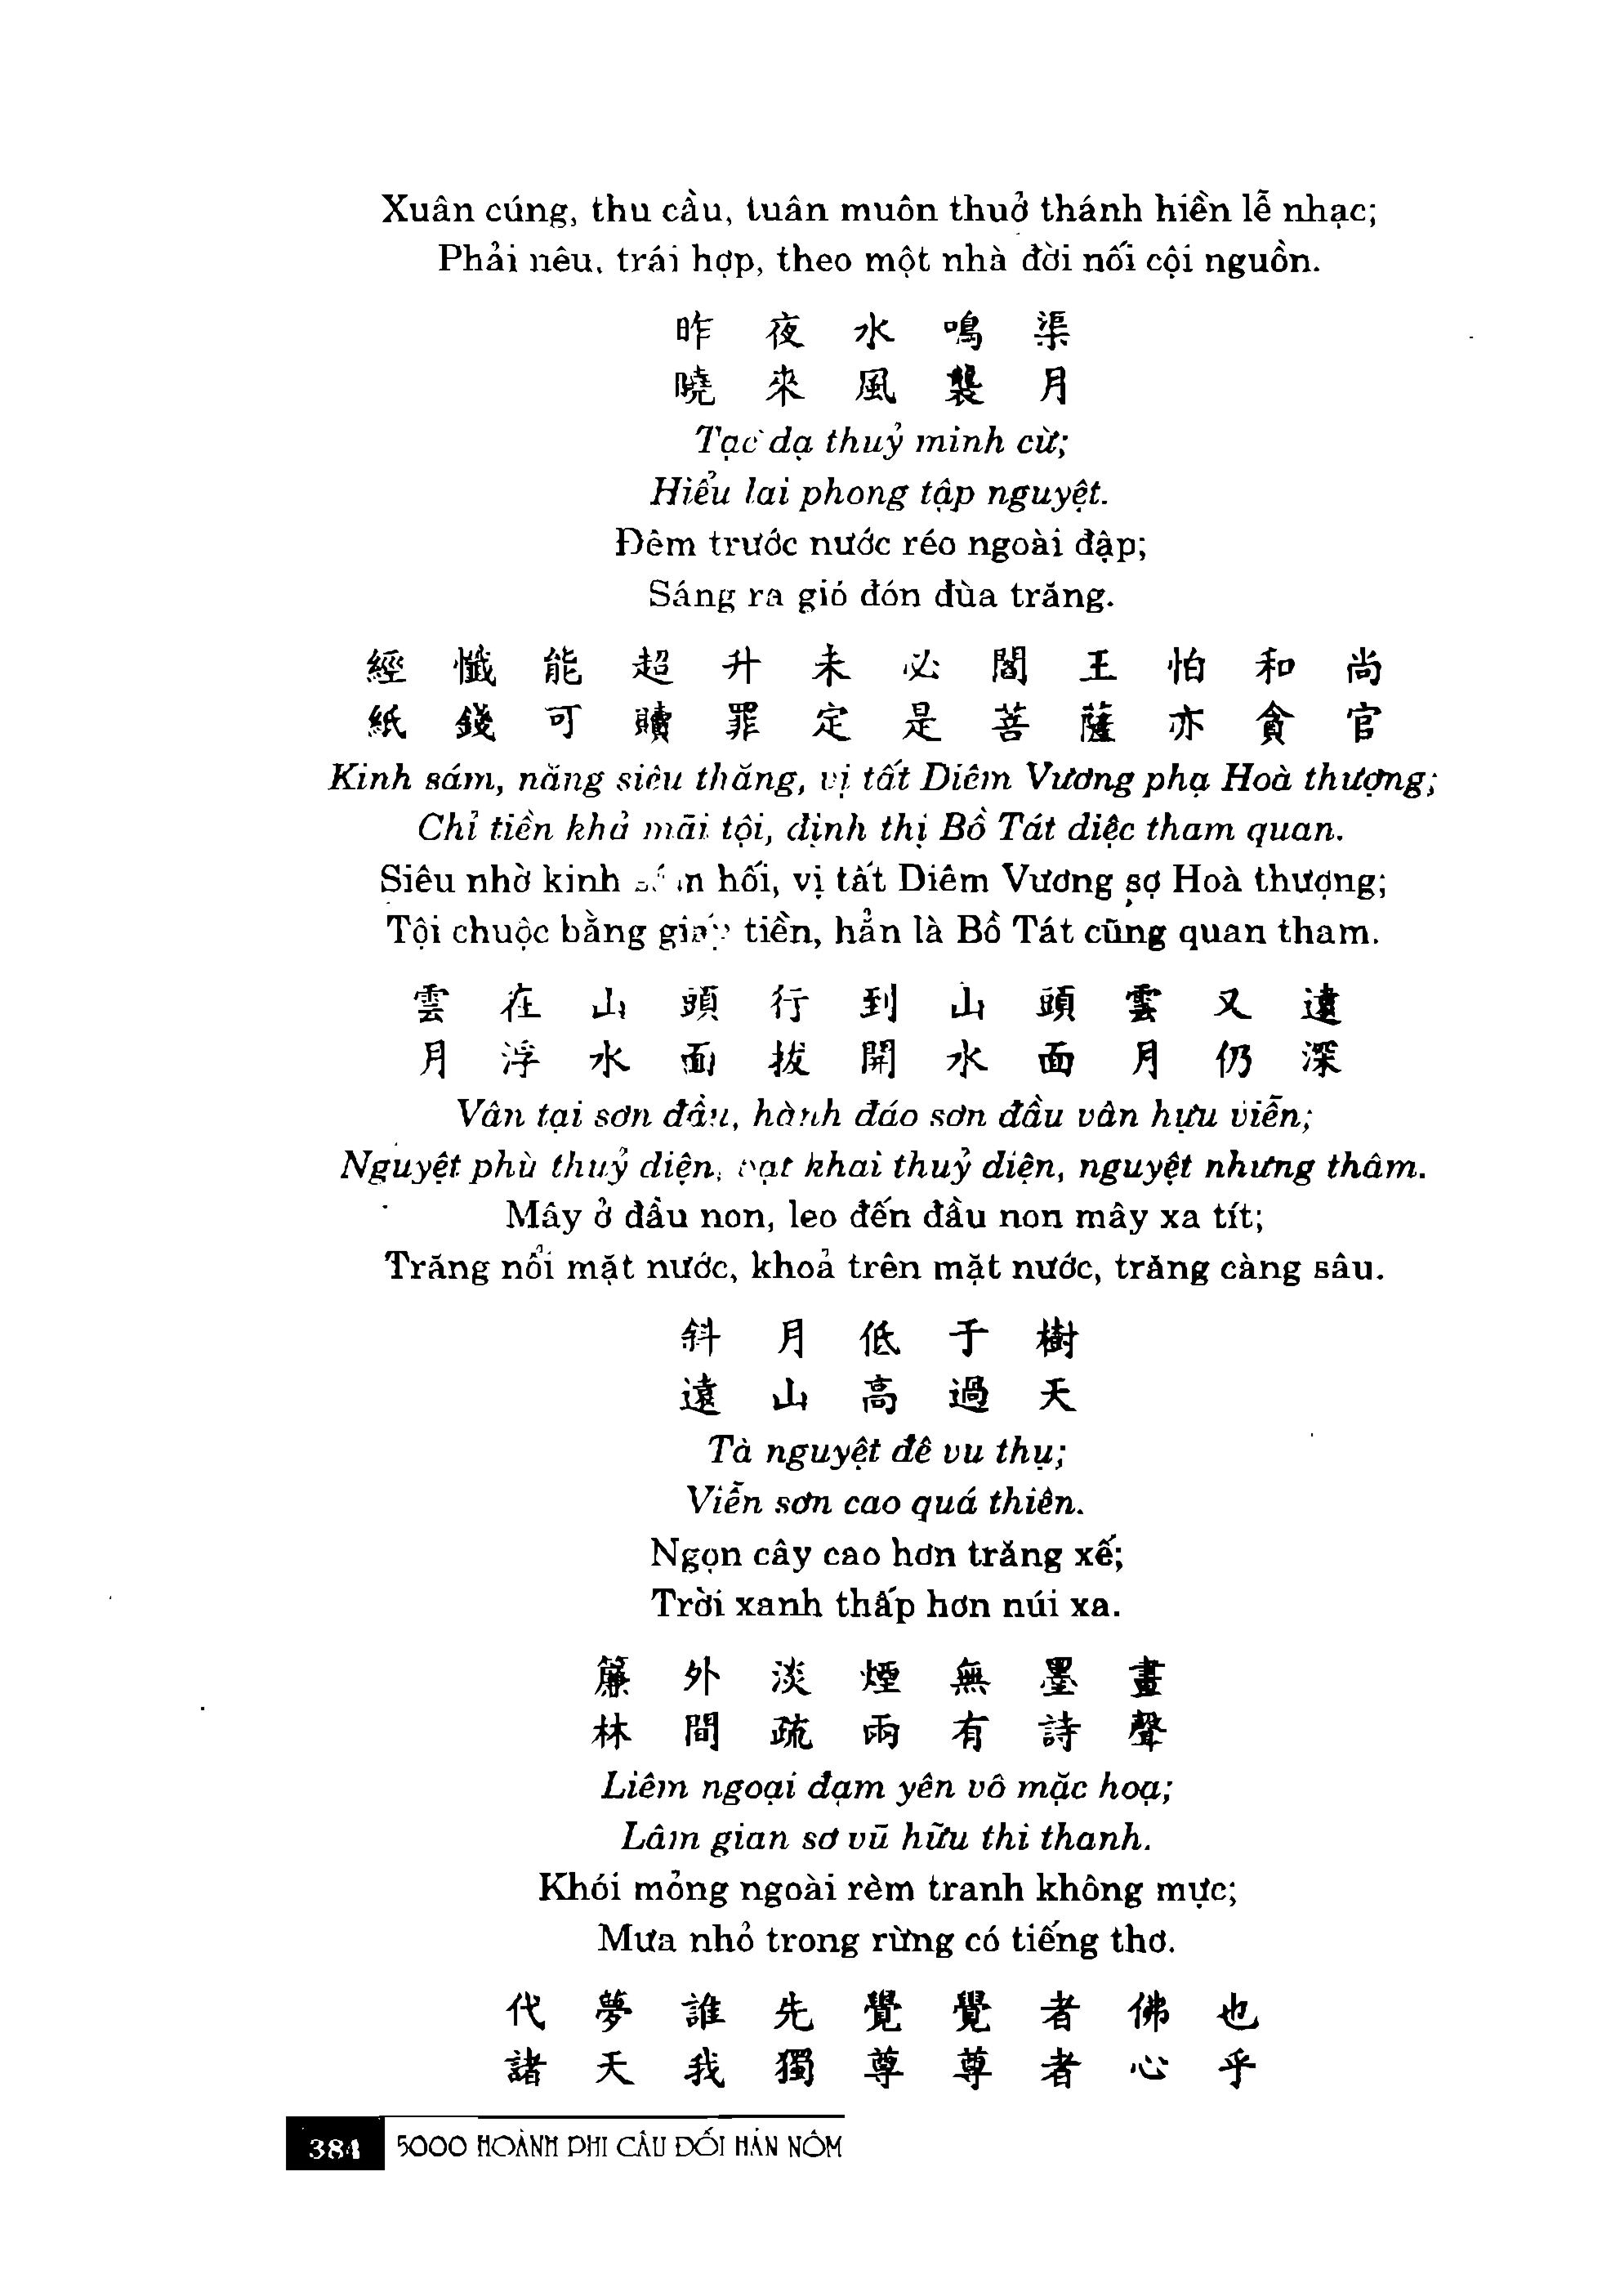 Xuân cúng, thu cầu, tuân muôn thuở thánh hiền lễ nhạc;
Phải nêu, trái hợp, theo một nhà đời nối cội nguồn.
昨夜水鳴渠
曉來風襲月
Tạc dạ thuỷ minh cừ;
Hiểu lai phong tập nguyệt.
Đêm trước nước réo ngoài đập;
Sáng ra gió đón đùa trăng.
經懺能超升未必閻王怕和尚
紙錢可贖罪定是菩薩亦貪官
Kinh sám, năng siêu thăng, vị tất Diêm Vương phạ Hoà thượng;
Chỉ tiền khả mãi tội, định thị Bồ Tát diệc tham quan.
Siêu nhờ kinh hối, vị tất Diêm Vương sợ Hoà thượng;
Tội chuộc bằng giấy tiền, hẳn là Bồ Tát cũng quan tham.
雲在山頭行到山頭雲又遠
月浮水面拔開水面月仍深
Vân tại sơn đầu, hành đáo sơn đầu vân hựu viễn;
Nguyệt phù thuỷ diện, bạt khai thuỷ diện, nguyệt nhưng thâm.
Mây ở đầu non, leo đến đầu non mây xa tít;
Trăng nổi mặt nước, khoả trên mặt nước, trăng càng sâu.
斜月低于樹
遠山高過天
Tà nguyệt đê vu thụ;
Viễn sơn cao quá thiên.
Ngọn cây cao hơn trăng xế;
Trời xanh thấp hơn núi xa.
簾外淡煙無墨畫
林間疏雨有詩聲
Liêm ngoại đạm yên vô mặc hoạ;
Lâm gian sơ vũ hữu thi thanh.
Khói mỏng ngoài rèm tranh không mực;
Mưa nhỏ trong rừng có tiếng thơ.
代夢誰先覺覺者佛也
諸天我獨尊尊者心乎
384 5000 HOÀNH PHI CÂU ĐỐI HÁN NÔM